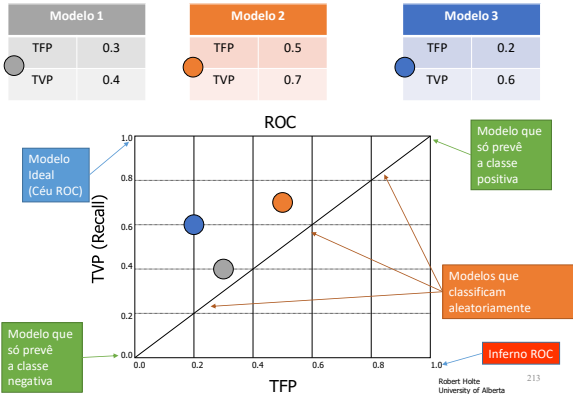 Modelo 1
TFP 0.3
TVP 0.4
Modelo 2
TFP 0.5
TVP 0.7
Modelo 3
TFP 0.2
TVP 0.6
ROC
Modelo
Ideal
(Céu ROC)
Modelo que
só prevê
a classe
positiva
TVP (Recall)
1.0
0.8
0.6
0.4
0.2
0.0
Modelos que
classificam
aleatoriamente
Modelo que
só prevê
a classe
negativa
0.0 0.2 0.4 0.6 0.8 1.0
TFP
Inferno ROC
Robert Holte
University of Alberta
213